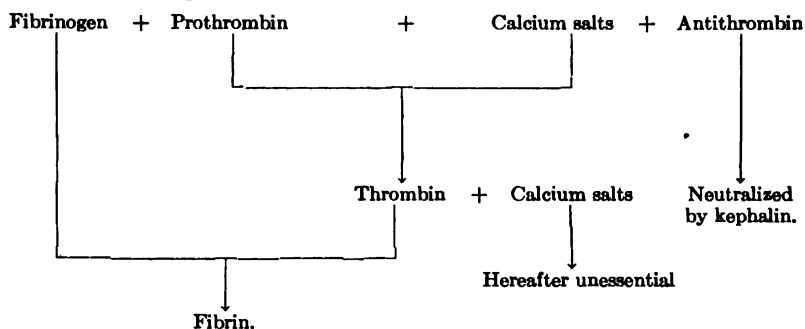 Fibrinogen + Prothrombin + Calcium salts + Antithrombin
Thrombin + Calcium salts Neutralized
by kephalin.
Hereafter unessential
Fibrin.